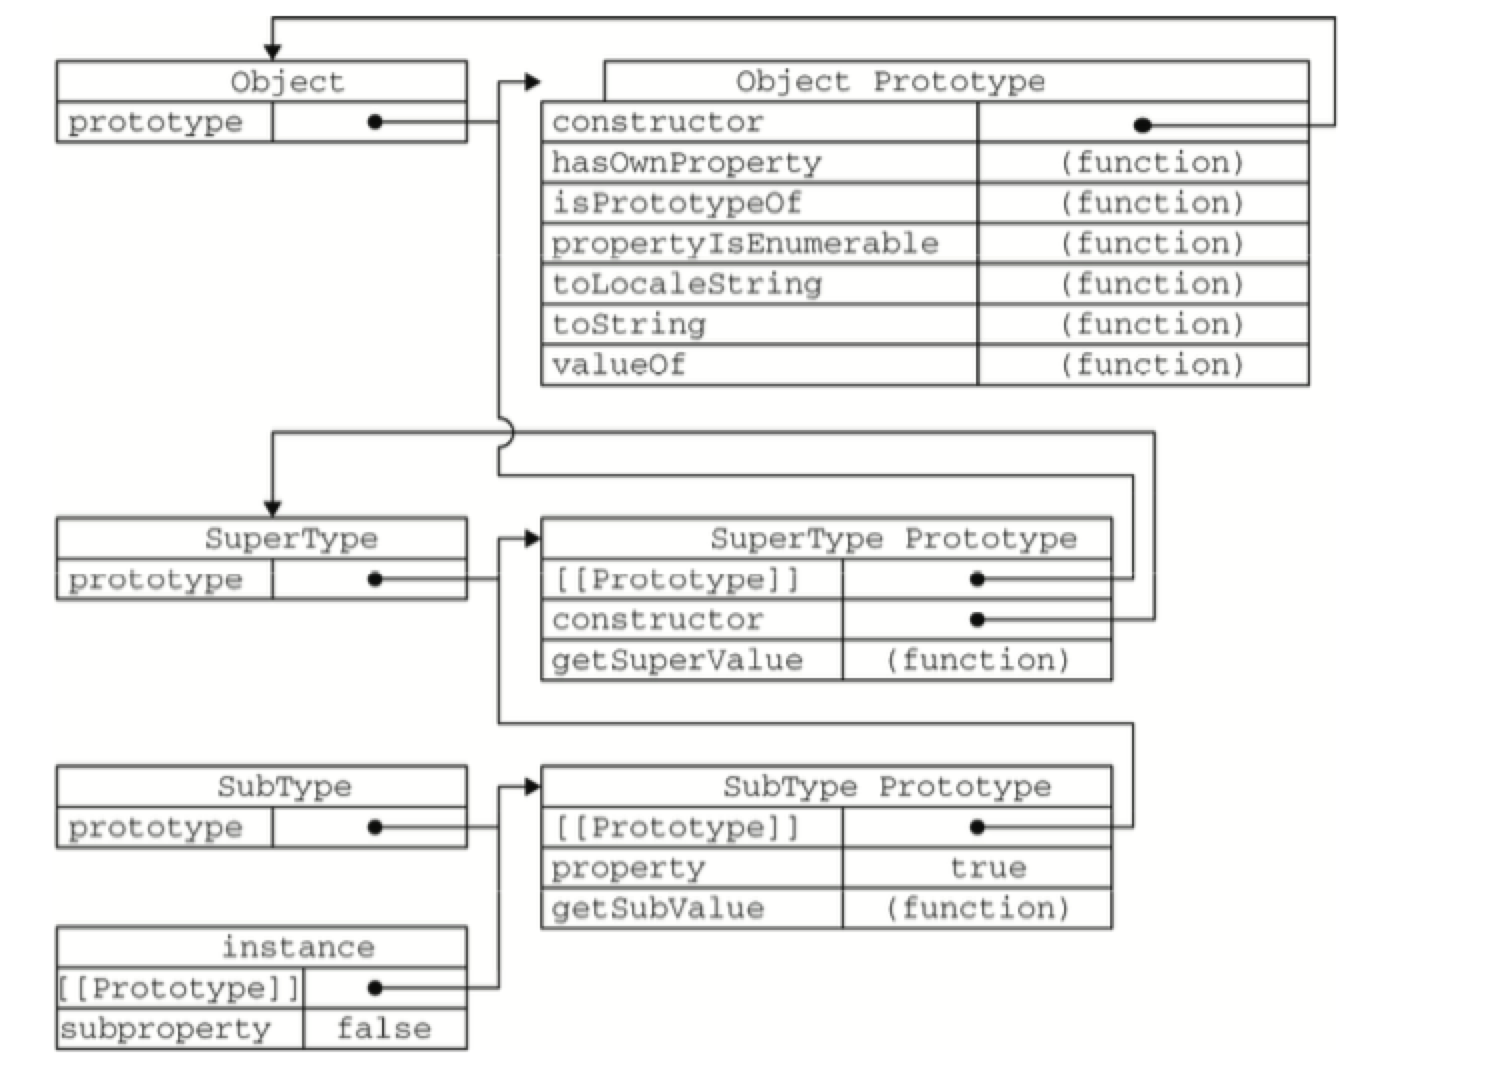 Object
prototype
Object Prototype
constructor
hasOwnProperty (function)
isPrototypeOf (function)
propertyIsEnumerable (function)
toLocaleString (function)
toString (function)
valueOf (function)
SuperType
prototype
SuperType Prototype
[[Prototype]]
constructor
getSuperValue (function)
SubType
prototype
SubType Prototype
[[Prototype]]
property true
getSubValue (function)
instance
[[Prototype]]
subproperty false